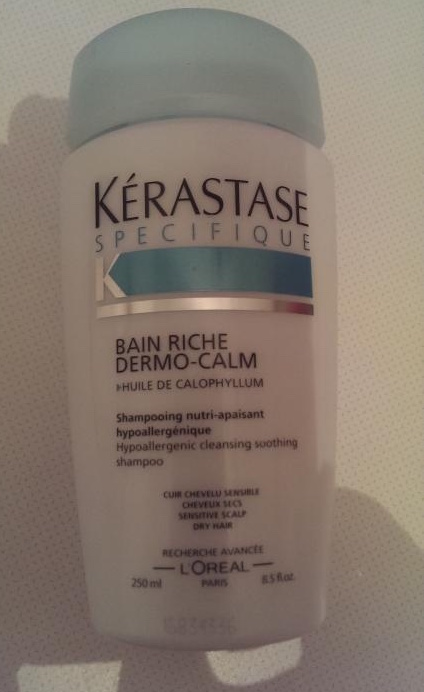 KÉRASTASE
SPECIFIQUE
K
BAIN RICHE
DERMO-CALM
HUILE DE CALOPHYLLUM
Shampooing nutri-apaisant
hypoallergénique
Hypoallergenic cleansing soothing
shampoo
CUIR CHEVELU SENSIBLE
CHEVEUX SECS
SENSITIVE SCALP
DRY HAIR
RECHERCHE AVANCÉE
L'OREAL
250 ml PARIS 8.5 fl.oz.